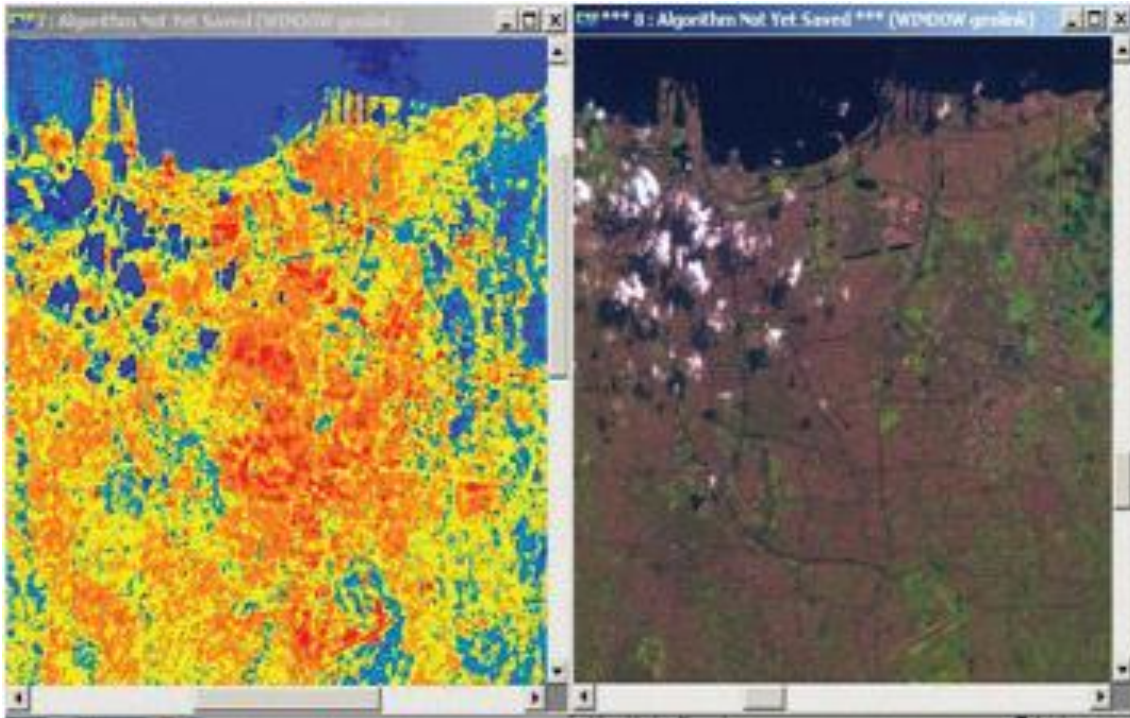 : Algorithm Not Yet Saved (WINDOW geolink)
*** 8 : Algorithm Not Yet Saved *** (WINDOW geolink)